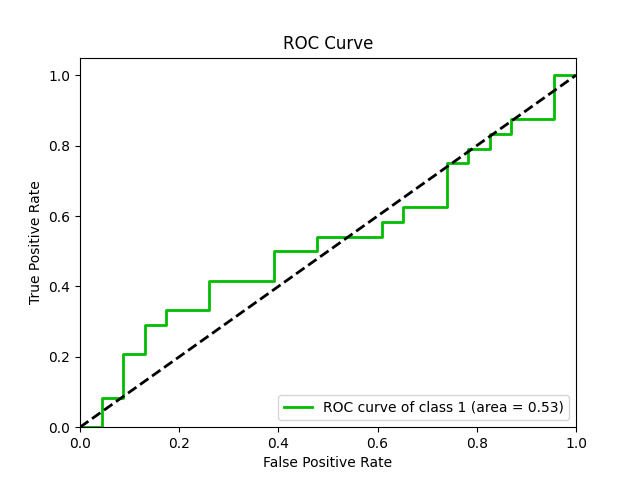 ROC Curve
True Positive Rate
1.0
0.8
0.6
0.4
0.2
0.0
ROC curve of class 1 (area = 0.53)
0.0 0.2 0.4 0.6 0.8 1.0
False Positive Rate